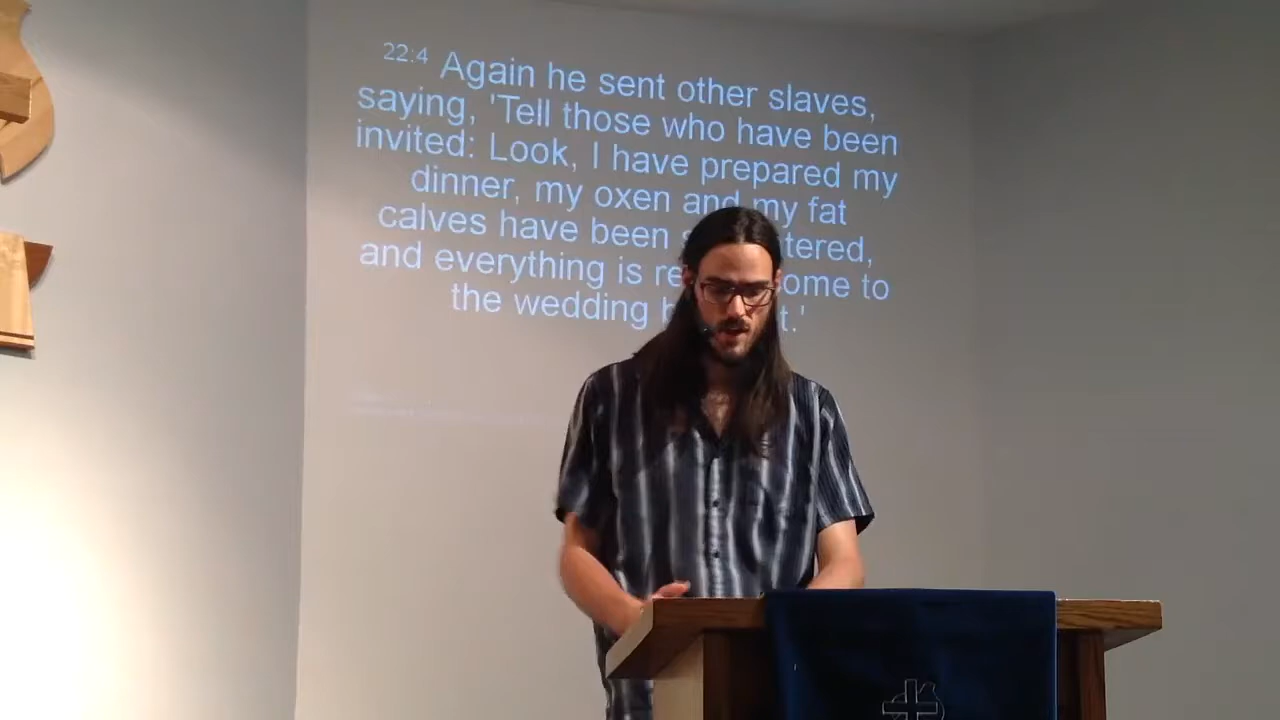 22:4 Again he sent other slaves,
saying, 'Tell those who have been
invited: Look, I have prepared my
dinner, my oxen and my fat
calves have been
and everything is to
the wedding